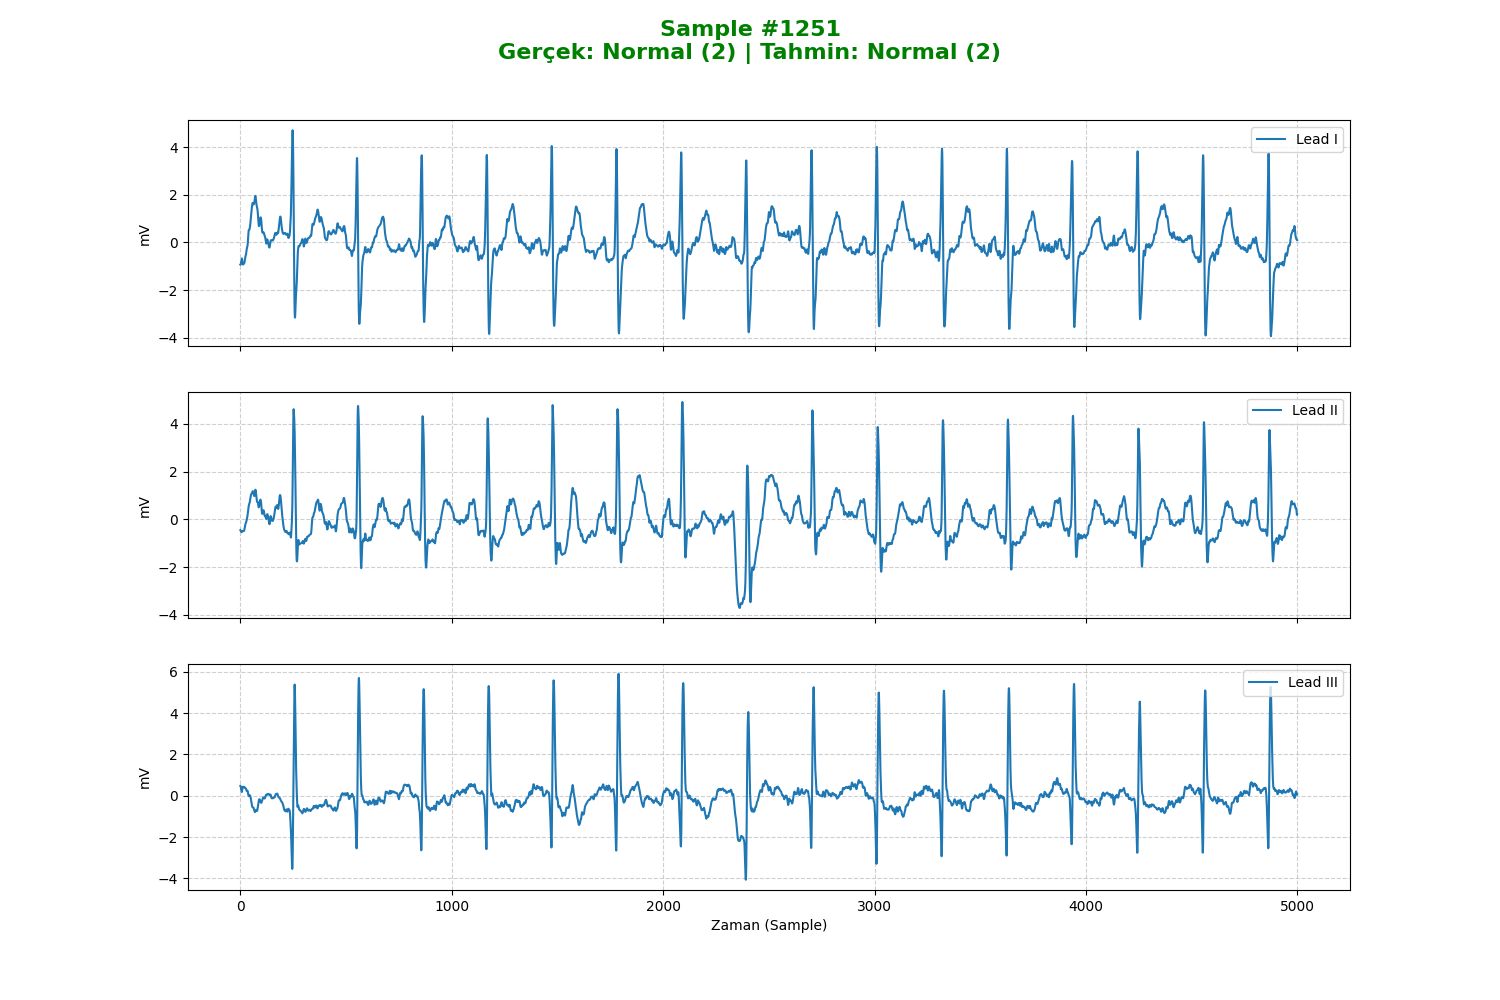 Sample #1251
Gerçek: Normal (2) | Tahmin: Normal (2)
4
2
0
−2
−4
mV
Lead I
4
2
0
−2
−4
mV
Lead II
6
4
2
0
−2
−4
mV
Lead III
0 1000 2000 3000 4000 5000
Zaman (Sample)